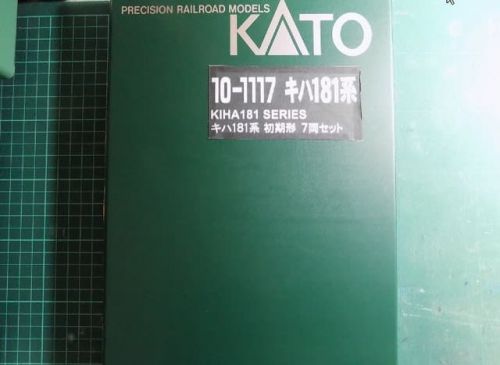 PRECISION RAILROAD MODELS
KATO
10-1117 キハ181系
KIHA181 SERIES
キハ181系 初期形 7両セット